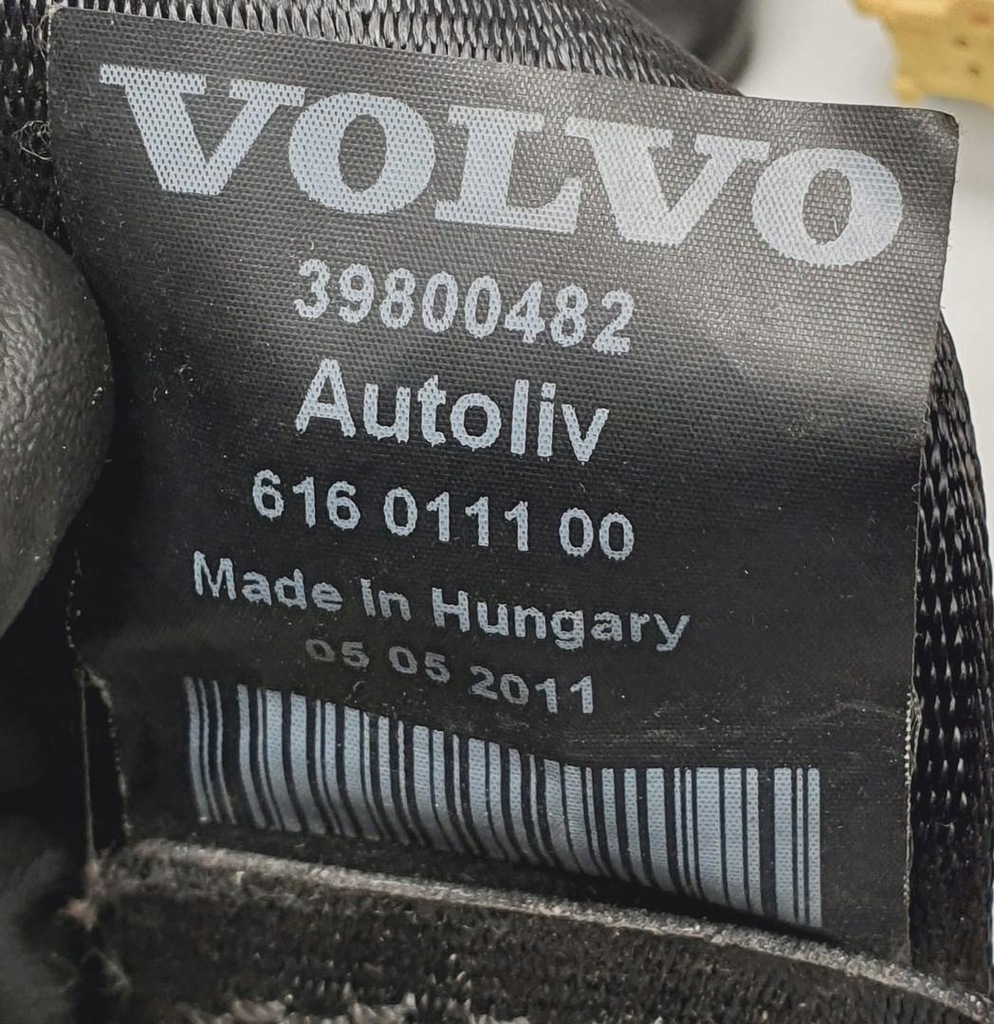 VOLVO
39800482
Autoliv
616 0111 00
Made in Hungary
05 05 2011